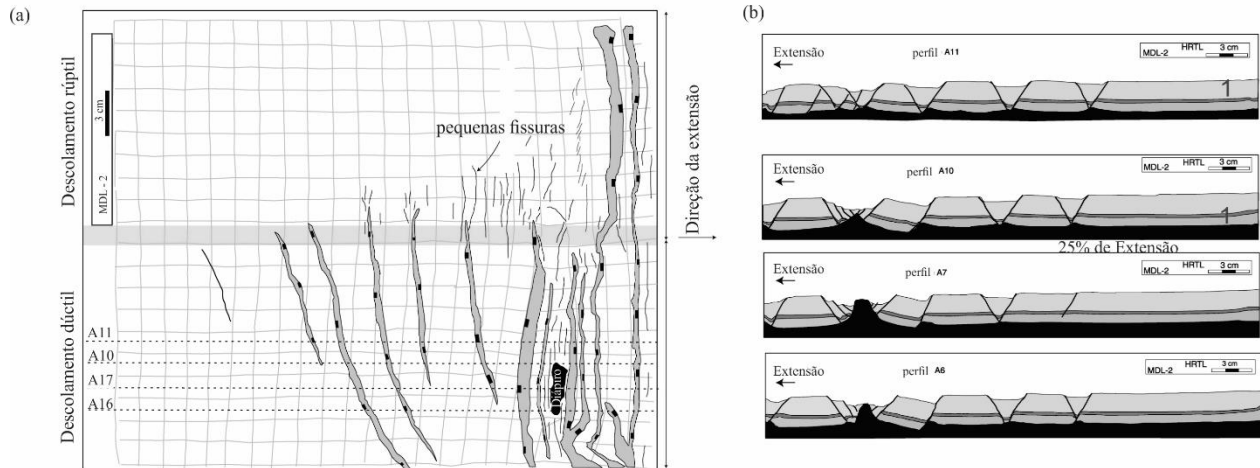 (a)
Descolamento rúptil
3 cm
MDL - 2
pequenas fissuras
Direção da extensão
Descolamento dúctil
A11
A10
A17
A16
Diápiro
(b)
Extensão
perfil A11
MDL-2
HRTL
3 cm
1
Extensão
perfil A10
MDL-2
HRTL
3 cm
1
25% de Extensão
Extensão
perfil A7
MDL-2
HRTL
3 cm
Extensão
perfil A6
MDL-2
HRTL
3 cm